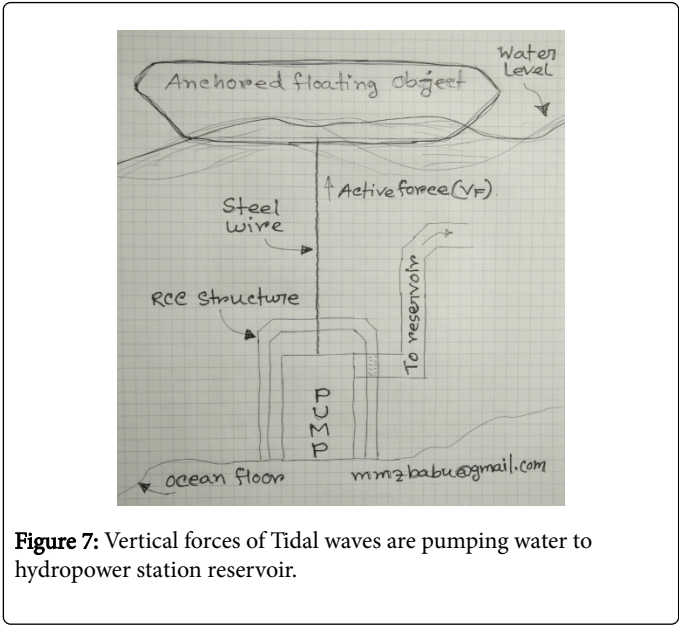 Water
Level
Anchored floating object
Active force (VF).
Steel
wire
RCC Structure
To reservoir
PUMP
ocean floor
mmzbabu@gmail.com
Figure 7: Vertical forces of Tidal waves are pumping water to
hydropower station reservoir.